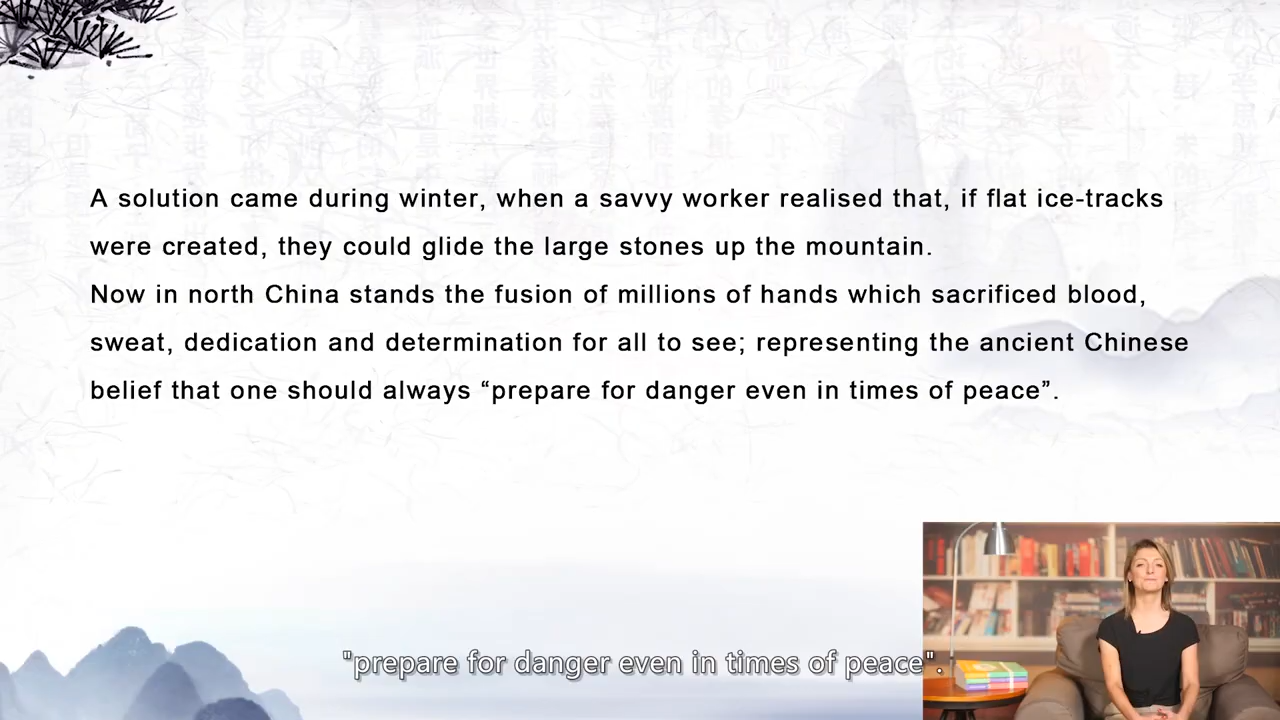 A solution came during winter, when a savvy worker realised that, if flat ice-tracks
were created, they could glide the large stones up the mountain.
Now in north China stands the fusion of millions of hands which sacrificed blood,
sweat, dedication and determination for all to see; representing the ancient Chinese
belief that one should always “prepare for danger even in times of peace”.
"prepare for danger even in times of peace".